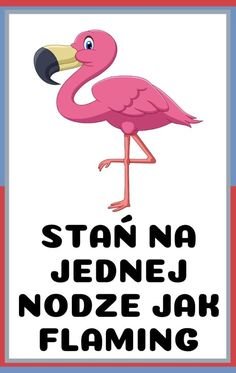 STAŃ NA
JEDNEJ
NODZE JAK
FLAMING